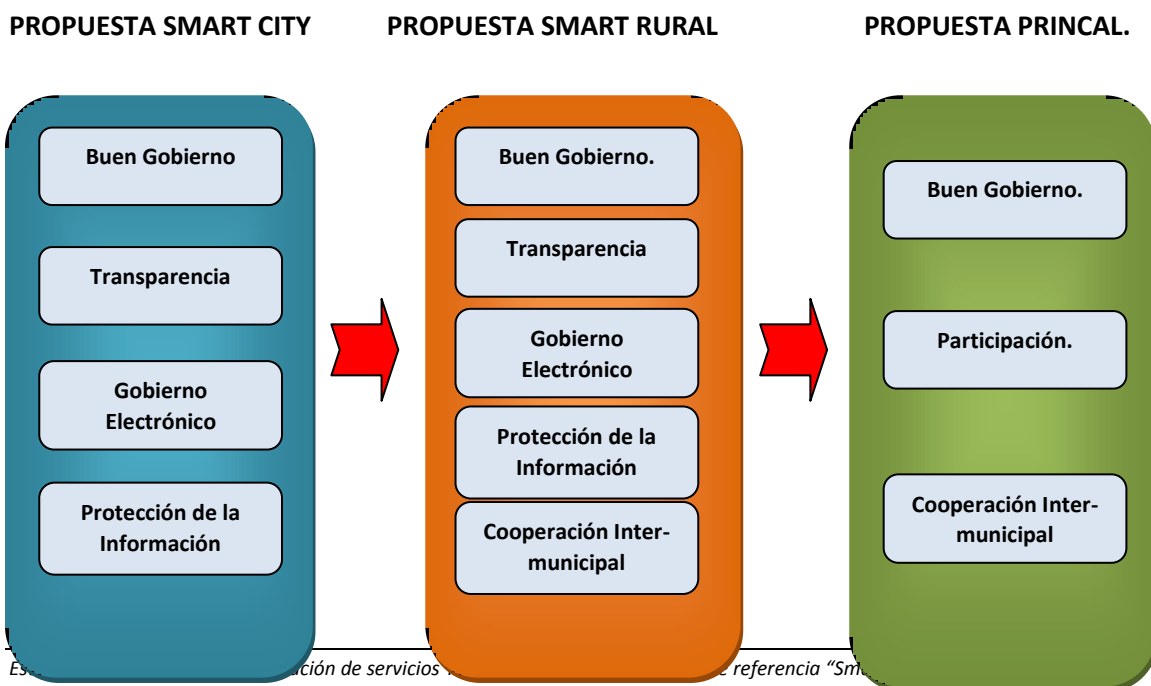 PROPUESTA SMART CITY
PROPUESTA SMART RURAL
PROPUESTA PRINCAL.
Buen Gobierno
Transparencia
Gobierno
Electrónico
Protección de la
Información
Buen Gobierno.
Transparencia
Gobierno
Electrónico
Protección de la
Información
Cooperación Inter-
municipal
Buen Gobierno.
Participación.
Cooperación Inter-
municipal
de servicios referencia